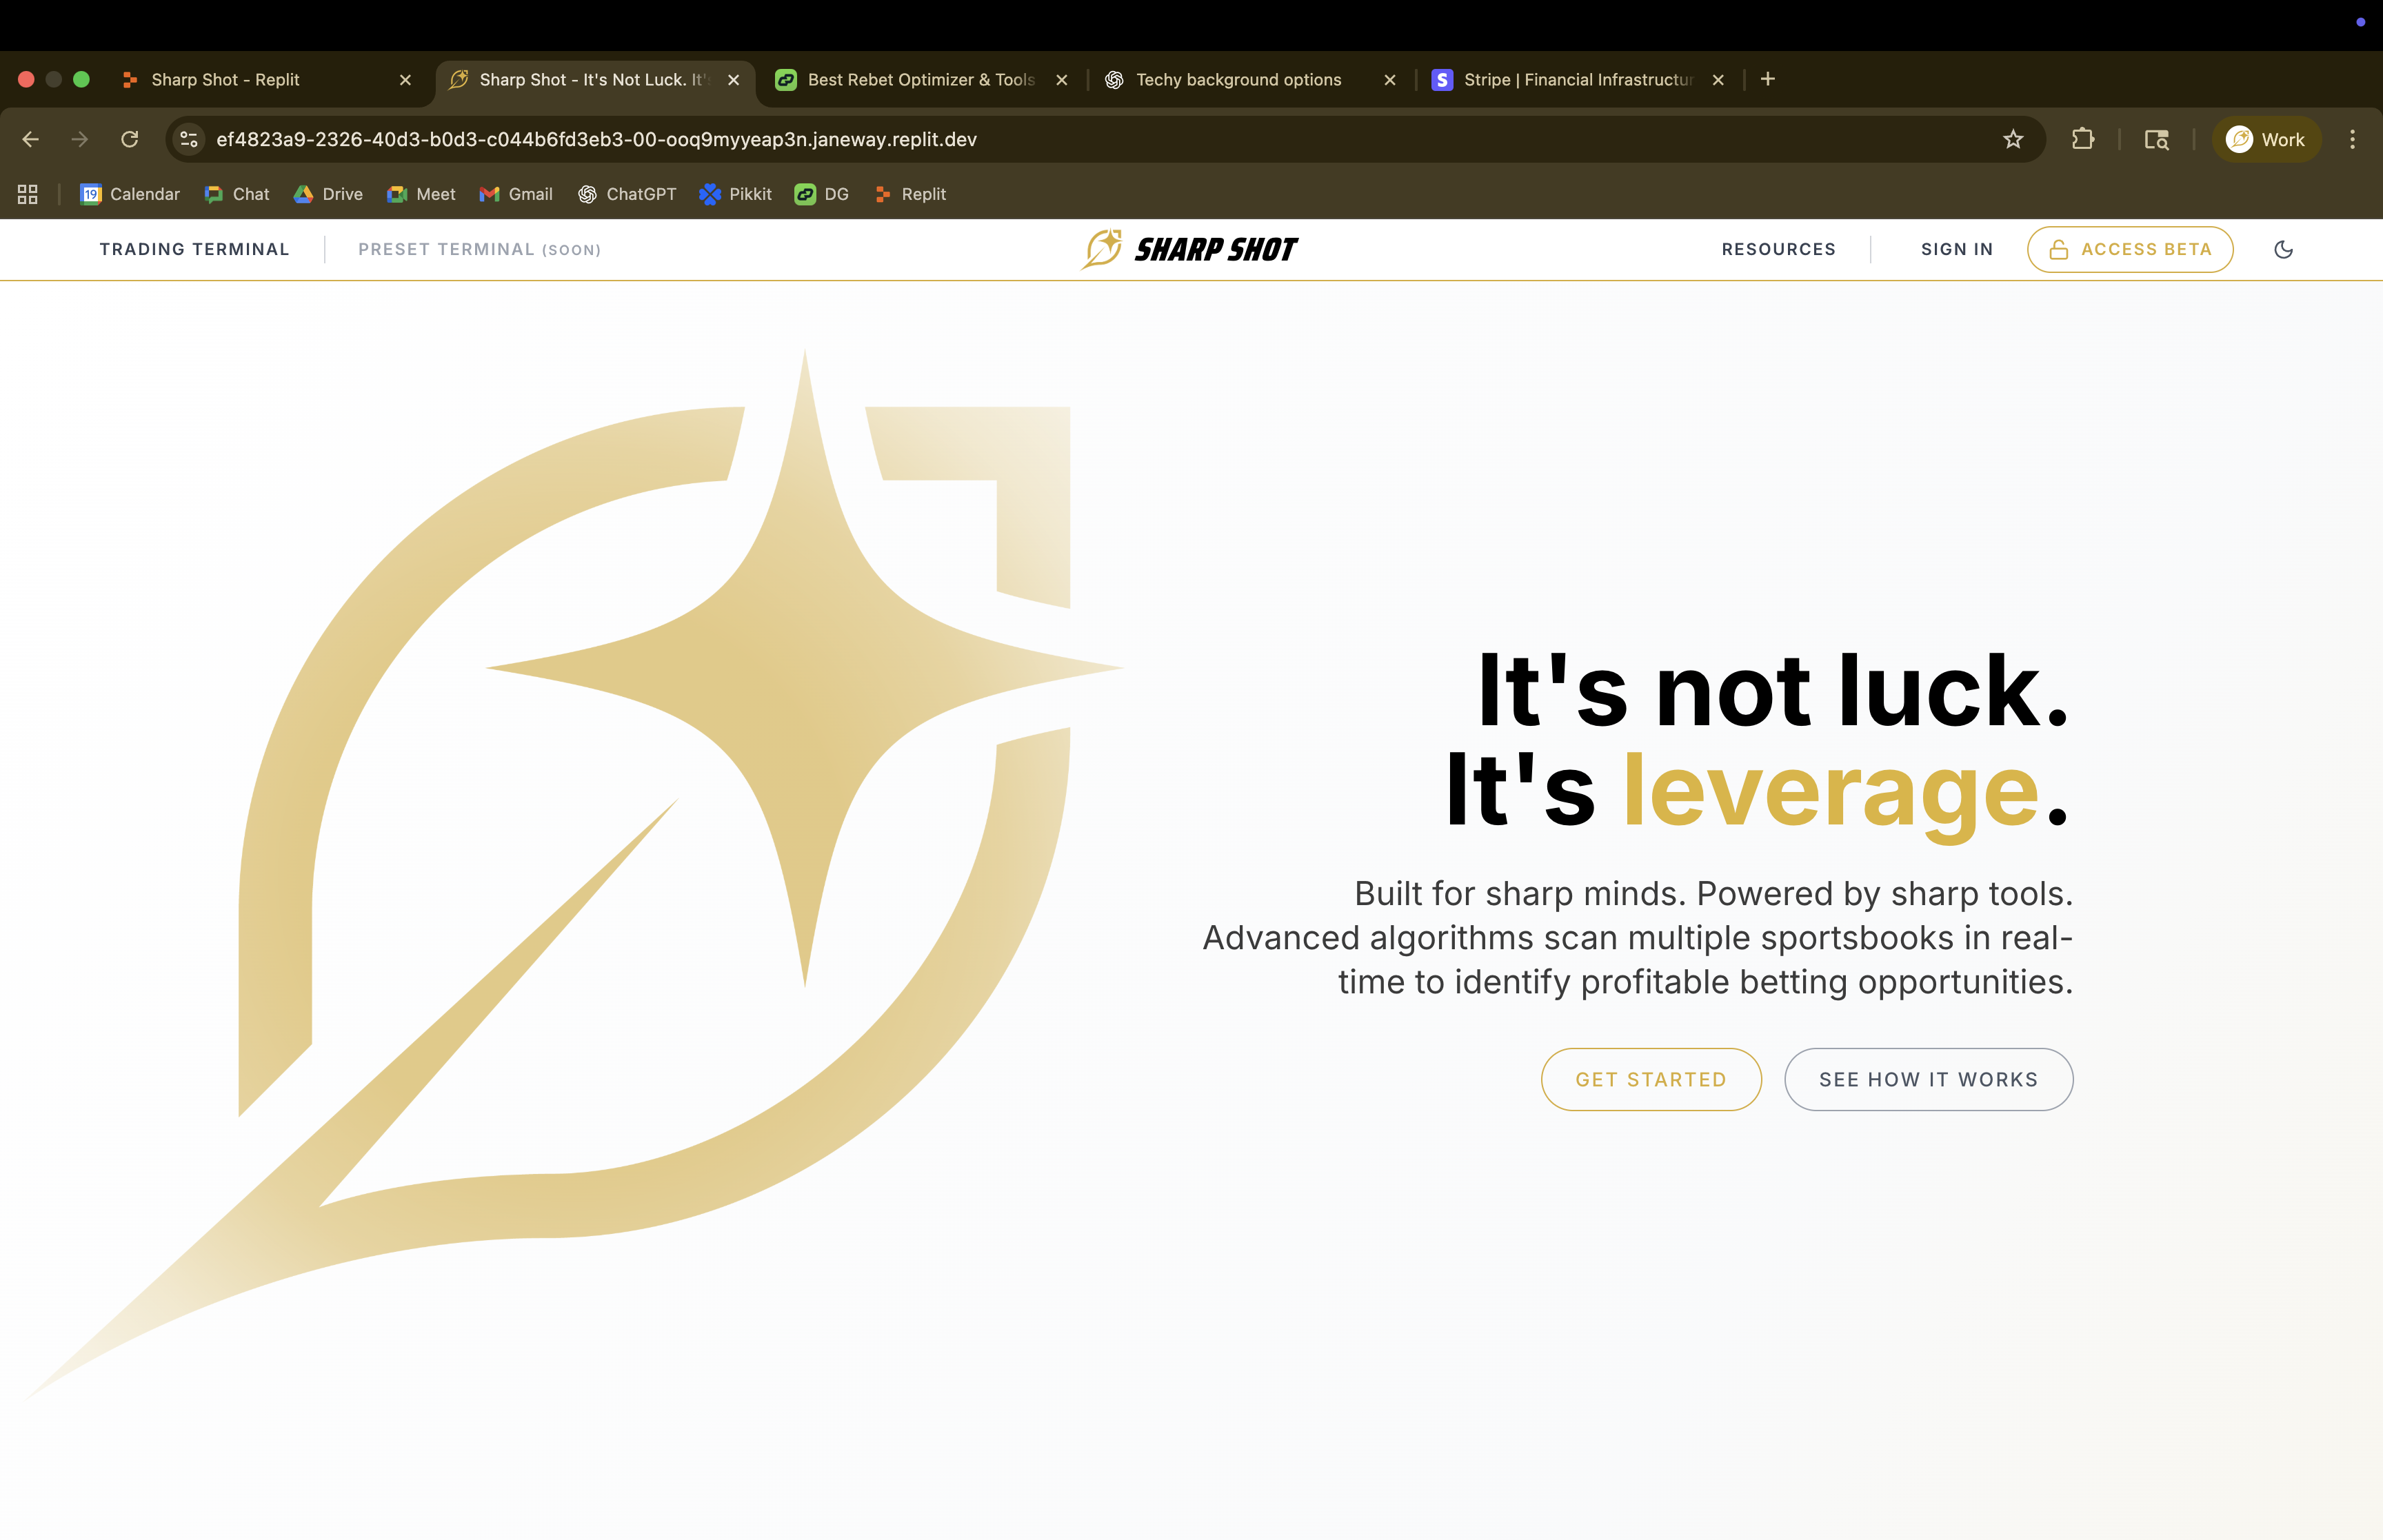 Sharp Shot - Replit
Sharp Shot - It's Not Luck. It's
Best Rebet Optimizer & Tools
Techy background options
Stripe | Financial Infrastructur
ef4823a9-2326-40d3-b0d3-c044b6fd3eb3-00-ooq9myyeap3n.janeway.replit.dev
Work
19 Calendar
Chat
Drive
Meet
Gmail
ChatGPT
Pikkit
DG
Replit
TRADING TERMINAL
PRESET TERMINAL (SOON)
SHARP SHOT
RESOURCES
SIGN IN
ACCESS BETA
It's not luck.
It's leverage.
Built for sharp minds. Powered by sharp tools.
Advanced algorithms scan multiple sportsbooks in real-
time to identify profitable betting opportunities.
GET STARTED
SEE HOW IT WORKS